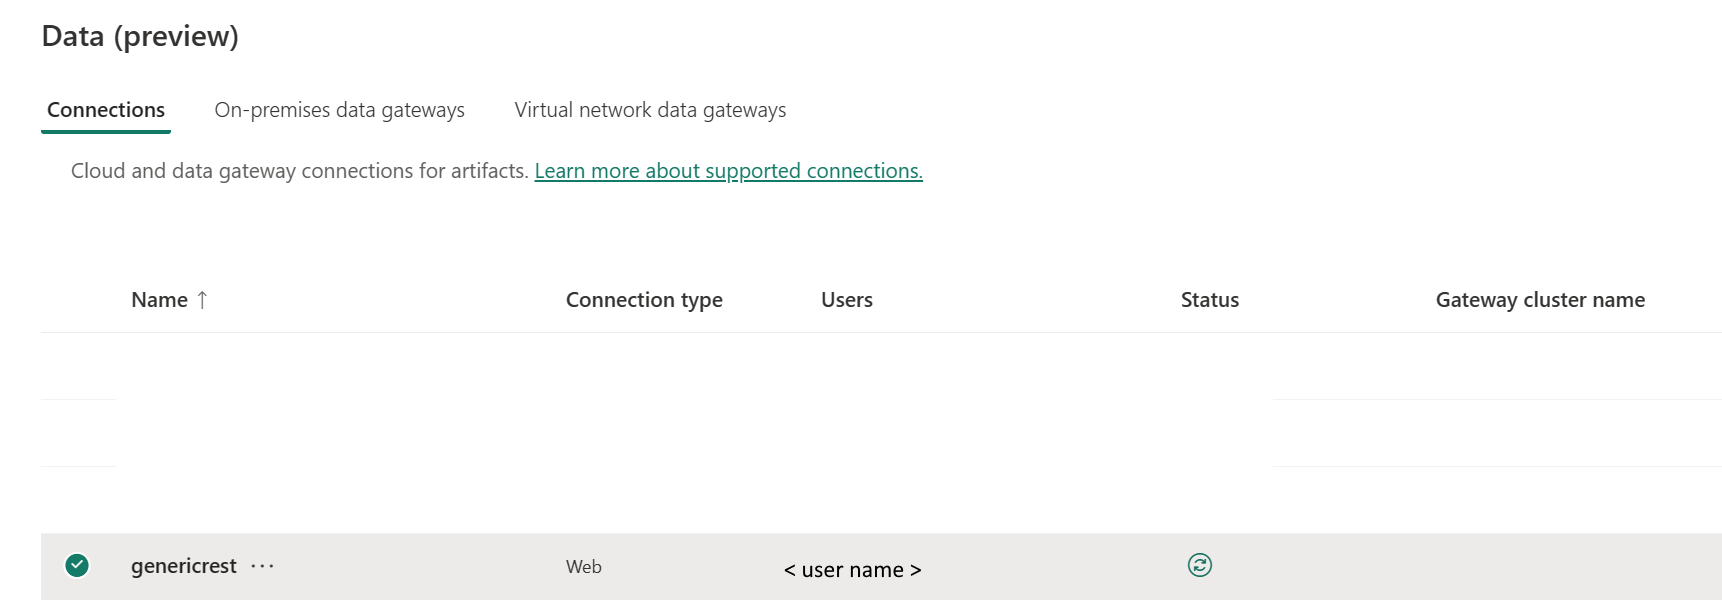 Data (preview)
Connections On-premises data gateways Virtual network data gateways
Cloud and data gateway connections for artifacts. Learn more about supported connections.
Name ↑ Connection type Users Status Gateway cluster name
genericrest ··· Web < user name >